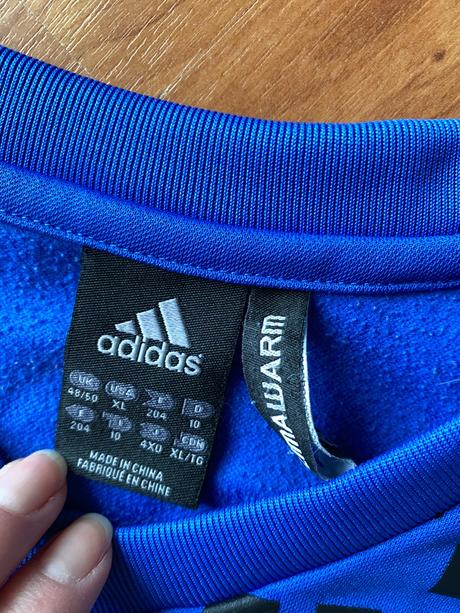 adidas
UK USA F D
48/50 XL 204 10
E I J CDN
204 10 4XO XL/TG
MADE IN CHINA
FABRIQUÉ EN CHINE
MAWARM